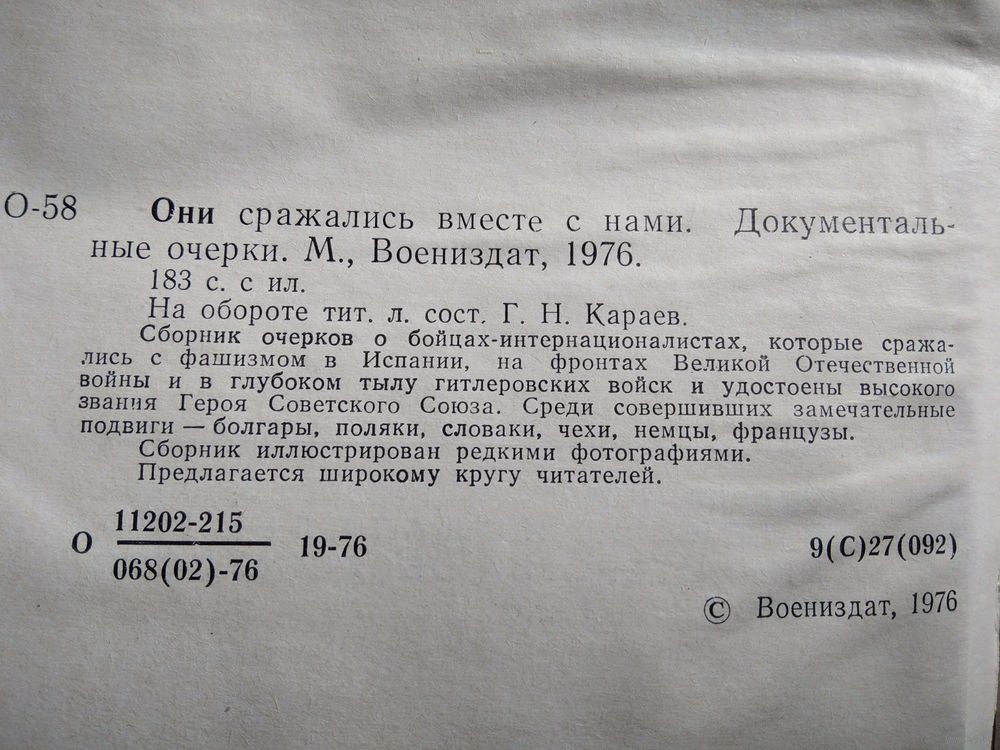 О-58 Они сражались вместе с нами. Документаль-
ные очерки. М., Воениздат, 1976.
183 с. с ил.
На обороте тит. л. сост. Г. Н. Караев.
Сборник очерков о бойцах-интернационалистах, которые сража-
лись с фашизмом в Испании, на фронтах Великой Отечественной
войны и в глубоком тылу гитлеровских войск и удостоены высокого
звания Героя Советского Союза. Среди совершивших замечательные
подвиги — болгары, поляки, словаки, чехи, немцы, французы.
Сборник иллюстрирован редкими фотографиями.
Предлагается широкому кругу читателей.
О 11202-215
068(02)-76 19-76 9(С)27(092)
© Воениздат, 1976